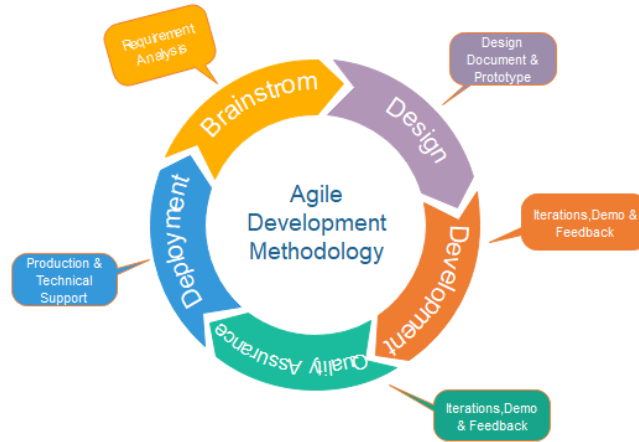 Requirement
Analysis
Brainstrom
Design
Document &
Prototype
Design
Agile
Development
Methodology
Iterations,Demo &
Feedback
Development
Production &
Technical
Support
Deployment
Quality Assurance
Iterations,Demo
& Feedback